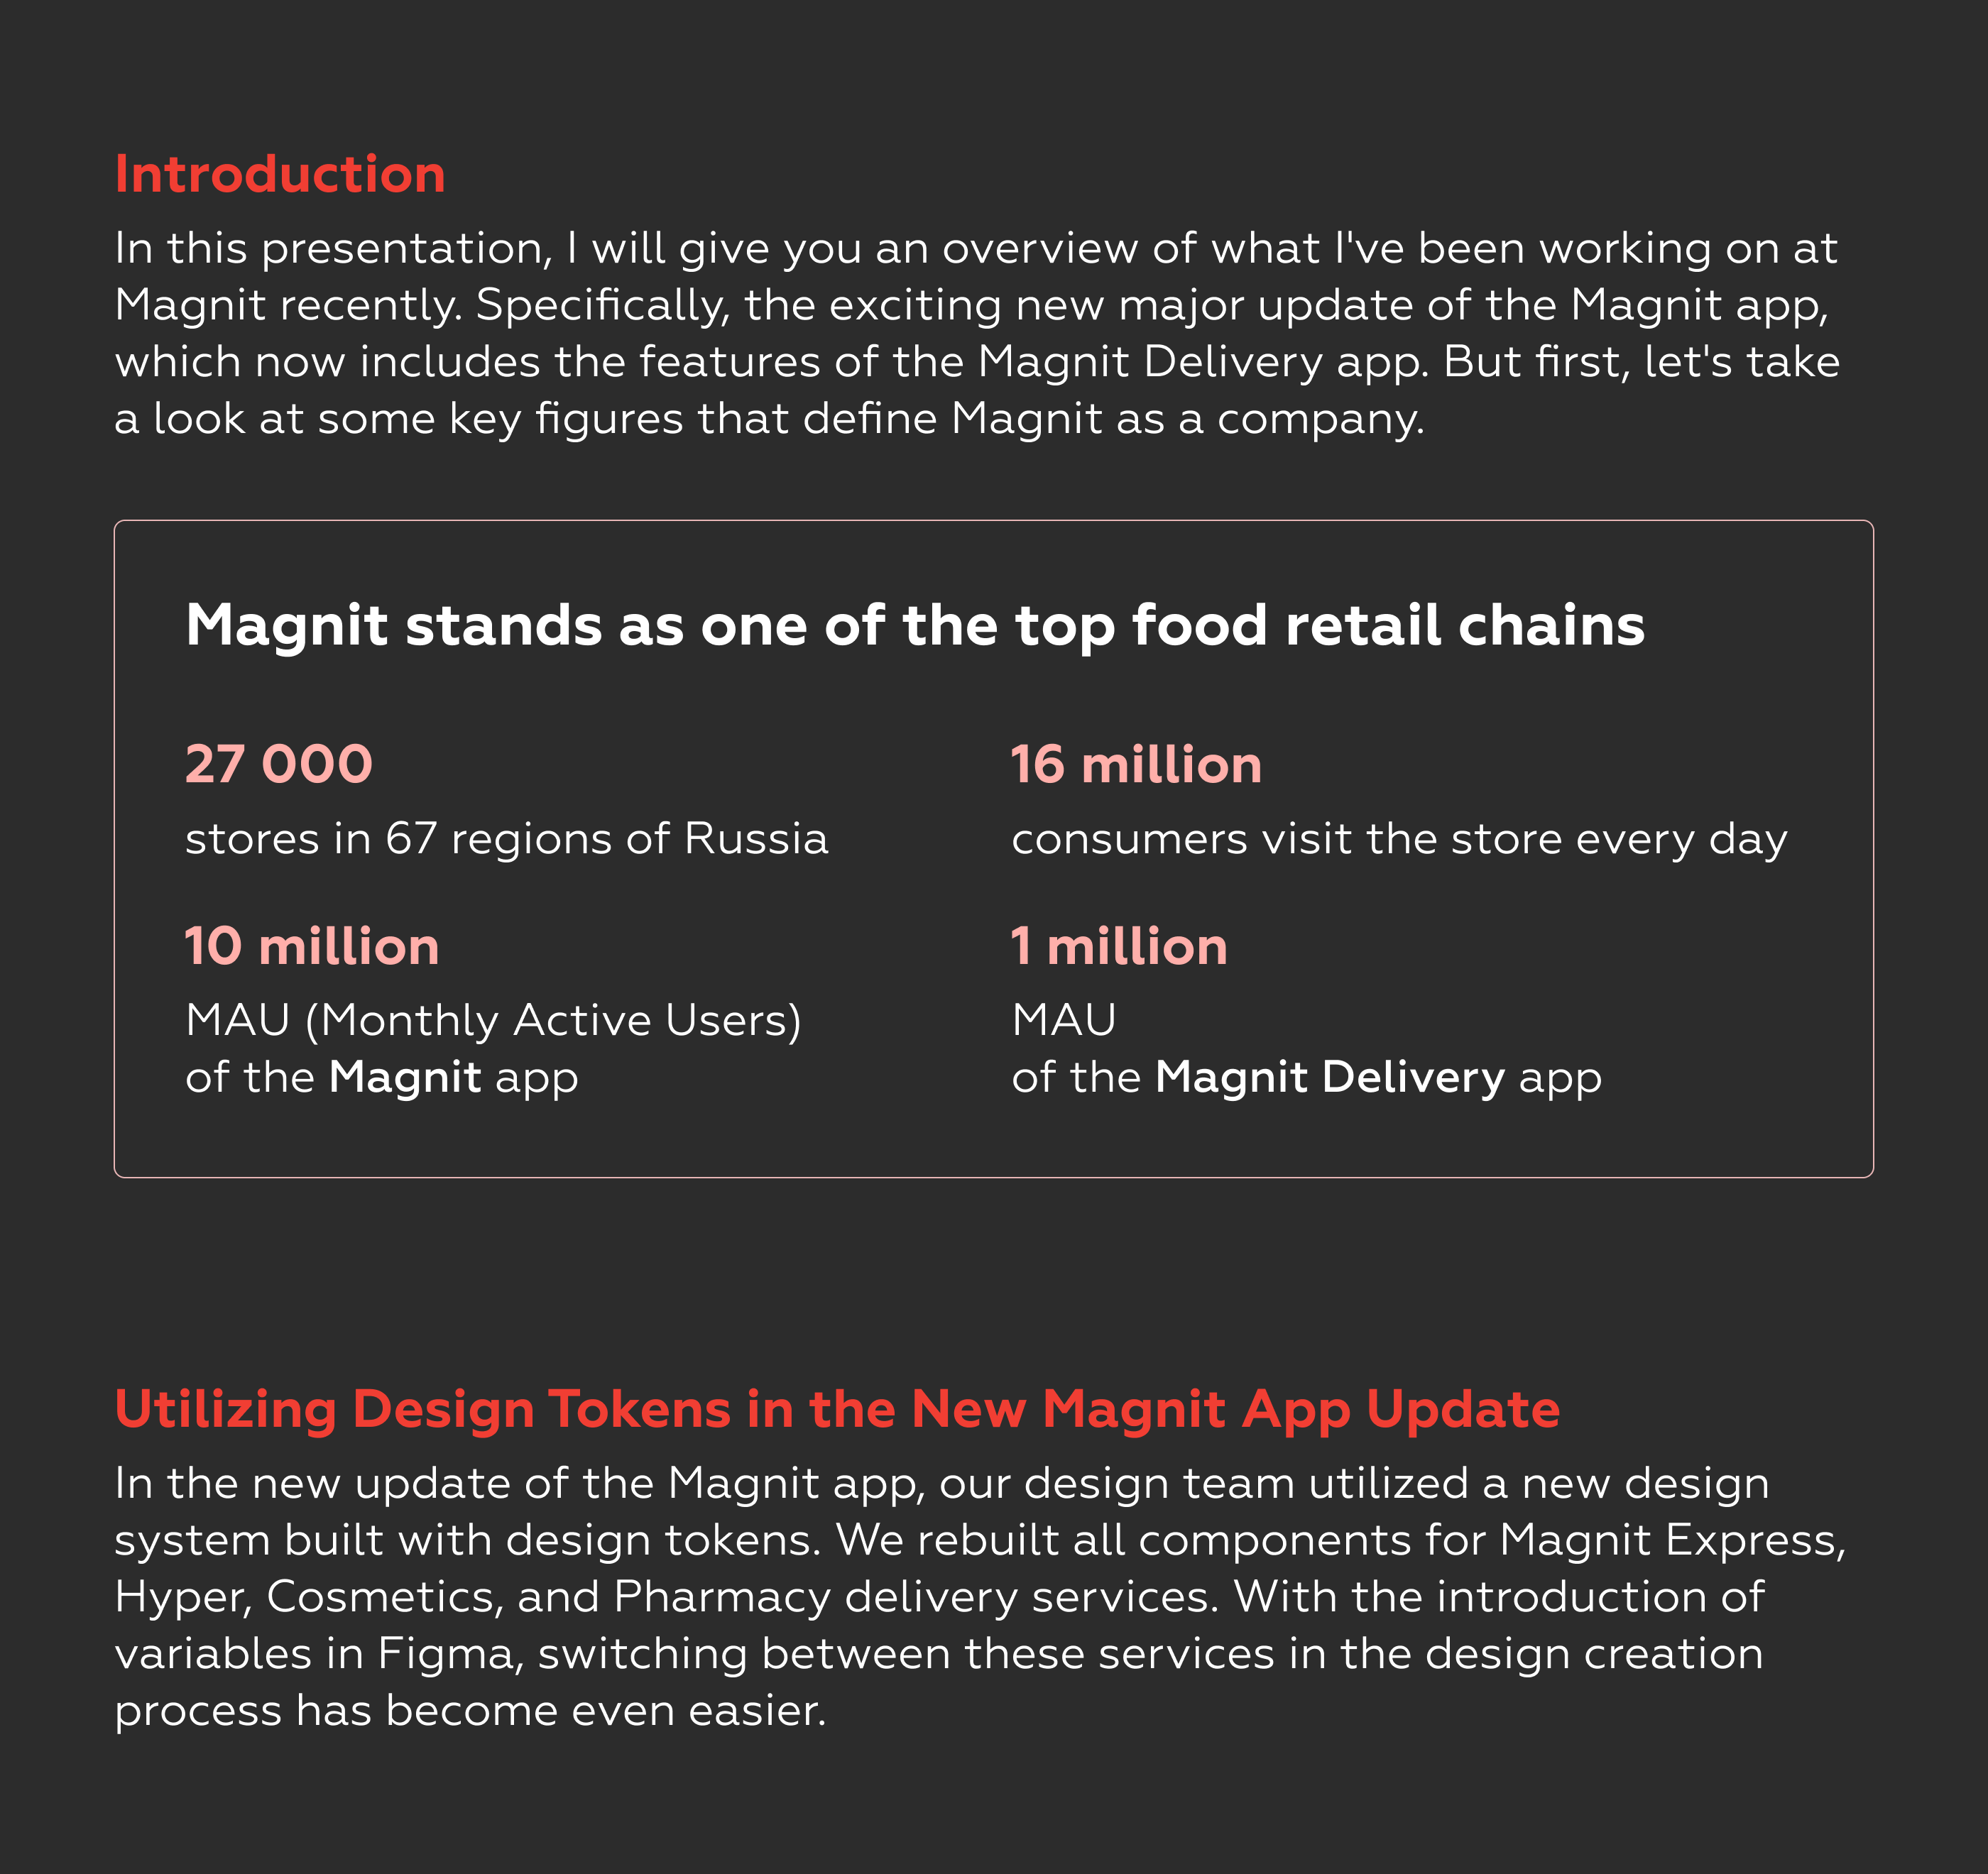 Introduction
In this presentation, I will give you an overview of what I've been working on at
Magnit recently. Specifically, the exciting new major update of the Magnit app,
which now includes the features of the Magnit Delivery app. But first, let's take
a look at some key figures that define Magnit as a company.
Magnit stands as one of the top food retail chains
27 000
stores in 67 regions of Russia
16 million
consumers visit the store every day
10 million
MAU (Monthly Active Users)
of the Magnit app
1 million
MAU
of the Magnit Delivery app
Utilizing Design Tokens in the New Magnit App Update
In the new update of the Magnit app, our design team utilized a new design
system built with design tokens. We rebuilt all components for Magnit Express,
Hyper, Cosmetics, and Pharmacy delivery services. With the introduction of
variables in Figma, switching between these services in the design creation
process has become even easier.